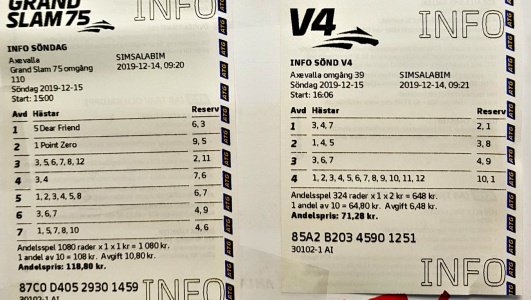 GRAND
SLAM 75
INFO
INFO SÖNDAG
Axevalla SIMSALABIM
Grand Slam 75 omgång 2019-12-14, 09:20
110
Söndag 2019-12-15
Start: 15:00
Avd Hästar Reserv
1 5 Dear Friend 6, 3
2 1 Point Zero 9, 5
3 3, 5, 6, 7, 8, 12 2, 11
4 3, 4 7, 6
5 1, 2, 3, 4, 5, 8 6, 7
6 3, 6, 7 4, 9
7 1, 5, 7, 8, 10 4, 6
Andelsspel 1080 rader x 1 x 1 kr = 1 080 kr.
1 andel av 10 = 108 kr. Avgift 10,80 kr.
Andelspris: 118,80 kr.
87C0 D405 2930 1459
30102-1 AI
INFO
ATG
V4
INFO
INFO SÖND V4
Axevalla omgång 39 SIMSALABIM
Söndag 2019-12-15 2019-12-14, 09:21
Start: 16:06
Avd Hästar Reserv
1 3, 4, 7 2, 1
2 1, 4, 5 3, 8
3 3, 6, 7 4, 9
4 1, 2, 3, 4, 5, 6, 7, 8, 9, 10, 11, 12 10, 1
Andelsspel 324 rader x 1 x 2 kr = 648 kr.
1 andel av 10 = 64,80 kr. Avgift 6,48 kr.
Andelspris: 71,28 kr.
85A2 B203 4590 1251
30102-1 AI
INFO
ATG